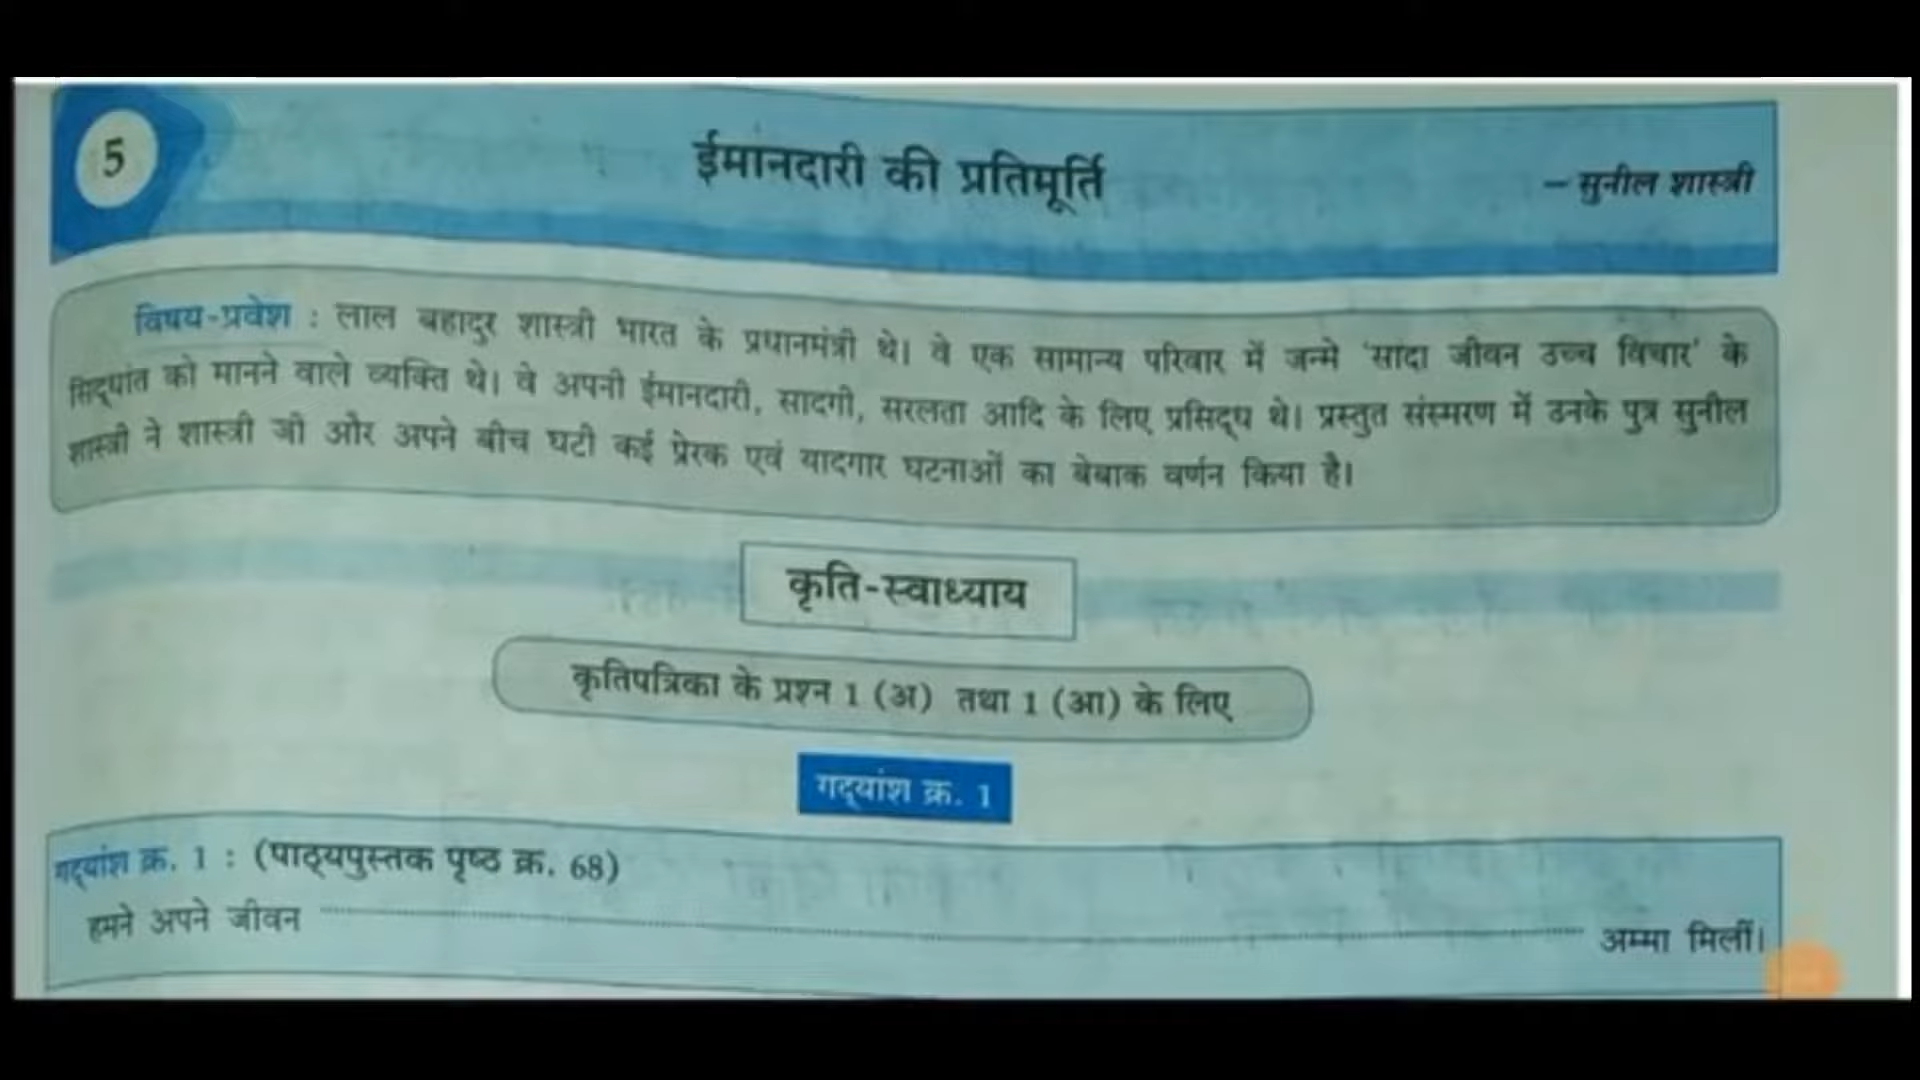 5
ईमानदारी की प्रतिमूर्ति
– सुनील शास्त्री
विषय-प्रवेश : लाल बहादुर शास्त्री भारत के प्रधानमंत्री थे। वे एक सामान्य परिवार में जन्मे 'सादा जीवन उच्च विचार' के
सिद्धांत को मानने वाले व्यक्ति थे। वे अपनी ईमानदारी, सादगी, सरलता आदि के लिए प्रसिद्ध थे। प्रस्तुत संस्मरण में उनके पुत्र सुनील
शास्त्री ने शास्त्री जी और अपने बीच घटी कई प्रेरक एवं यादगार घटनाओं का बेबाक वर्णन किया है।
कृति-स्वाध्याय
कृतिपत्रिका के प्रश्न 1 (अ) तथा 1 (आ) के लिए
गद्यांश क्र. 1
गद्यांश क्र. 1 : (पाठ्यपुस्तक पृष्ठ क्र. 68)
हमने अपने जीवन ........................................ अम्मा मिलीं।